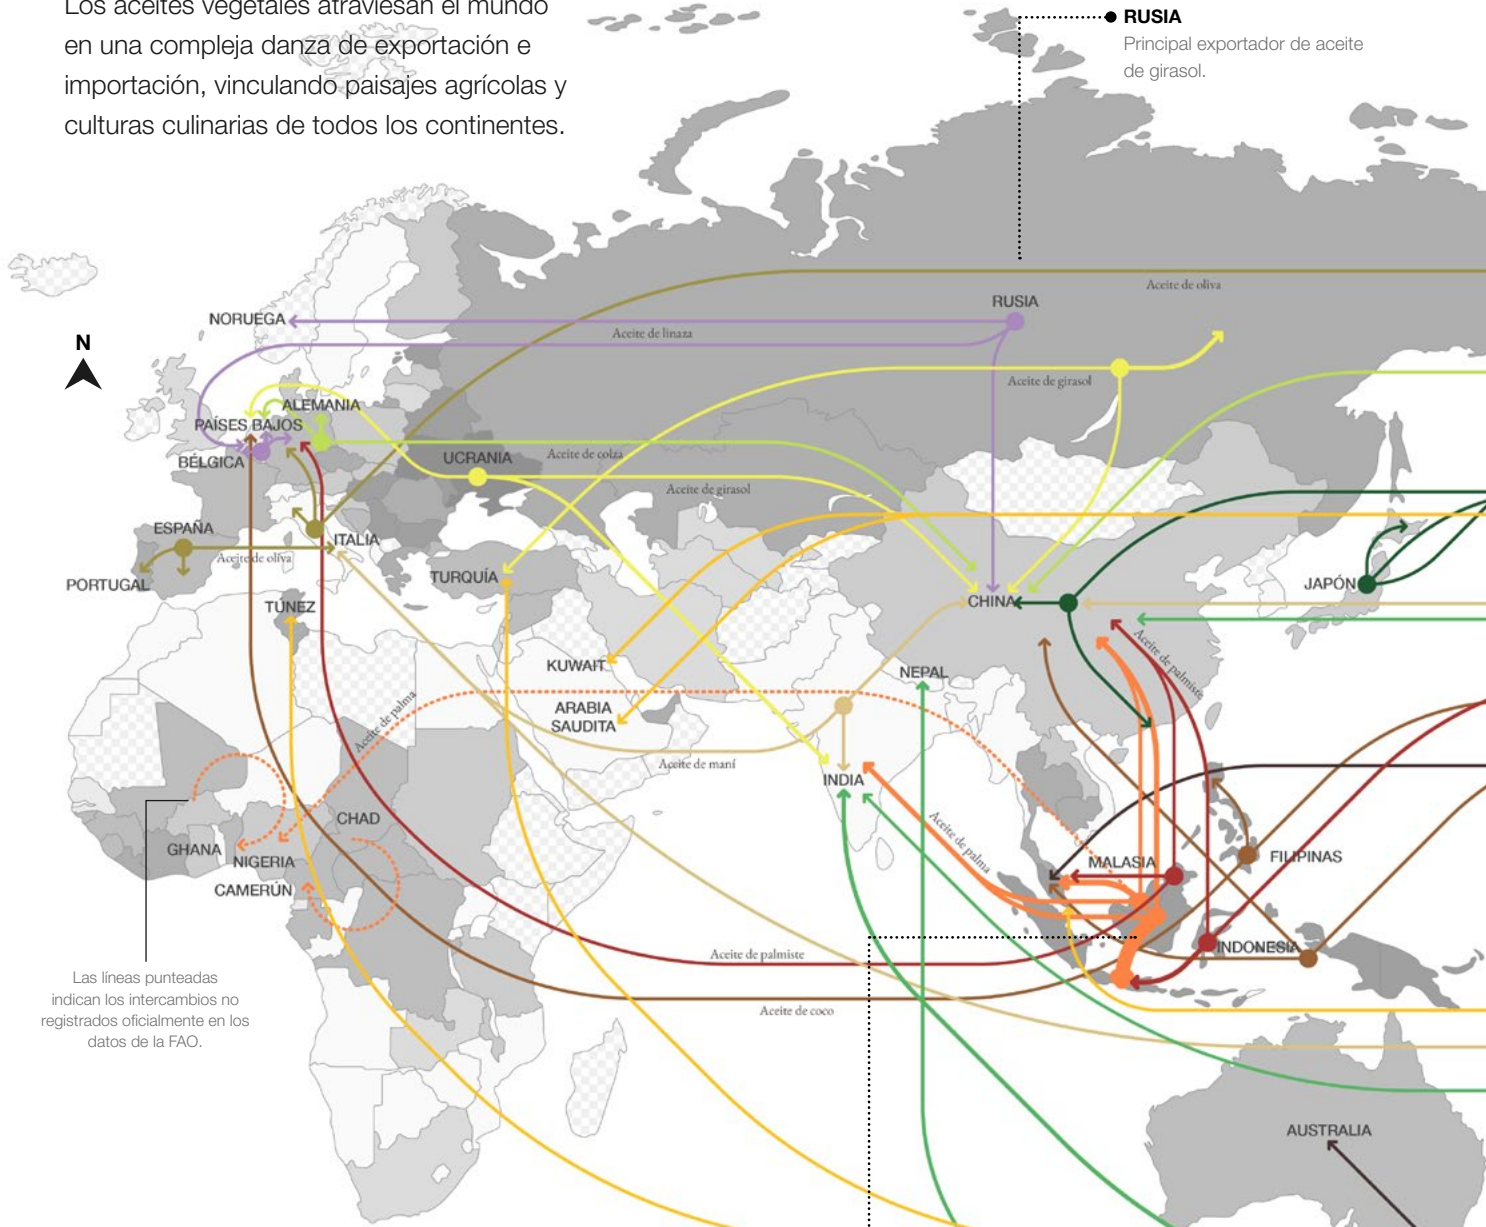 Los aceites vegetales atraviesan el mundo
en una compleja danza de exportación e
importación, vinculando paisajes agrícolas y
culturas culinarias de todos los continentes.
RUSIA
Principal exportador de aceite
de girasol.
Aceite de oliva
RUSIA
NORUEGA
Aceite de linaza
N
Aceite de girasol
ALEMANIA
PAÍSES BAJOS
BÉLGICA
UCRANIA
Aceite de colza
Aceite de girasol
ESPAÑA
ITALIA
Aceite de oliva
PORTUGAL
TURQUÍA
JAPÓN
CHINA
TÚNEZ
Aceite de palmiste
KUWAIT
NEPAL
ARABIA
SAUDITA
Aceite de palma
Aceite de maní
INDIA
CHAD
Aceite de palma
GHANA
NIGERIA
MALASIA
FILIPINAS
CAMERÚN
INDONESIA
Aceite de palmiste
Las líneas punteadas
indican los intercambios no
registrados oficialmente en los
datos de la FAO.
Aceite de coco
AUSTRALIA